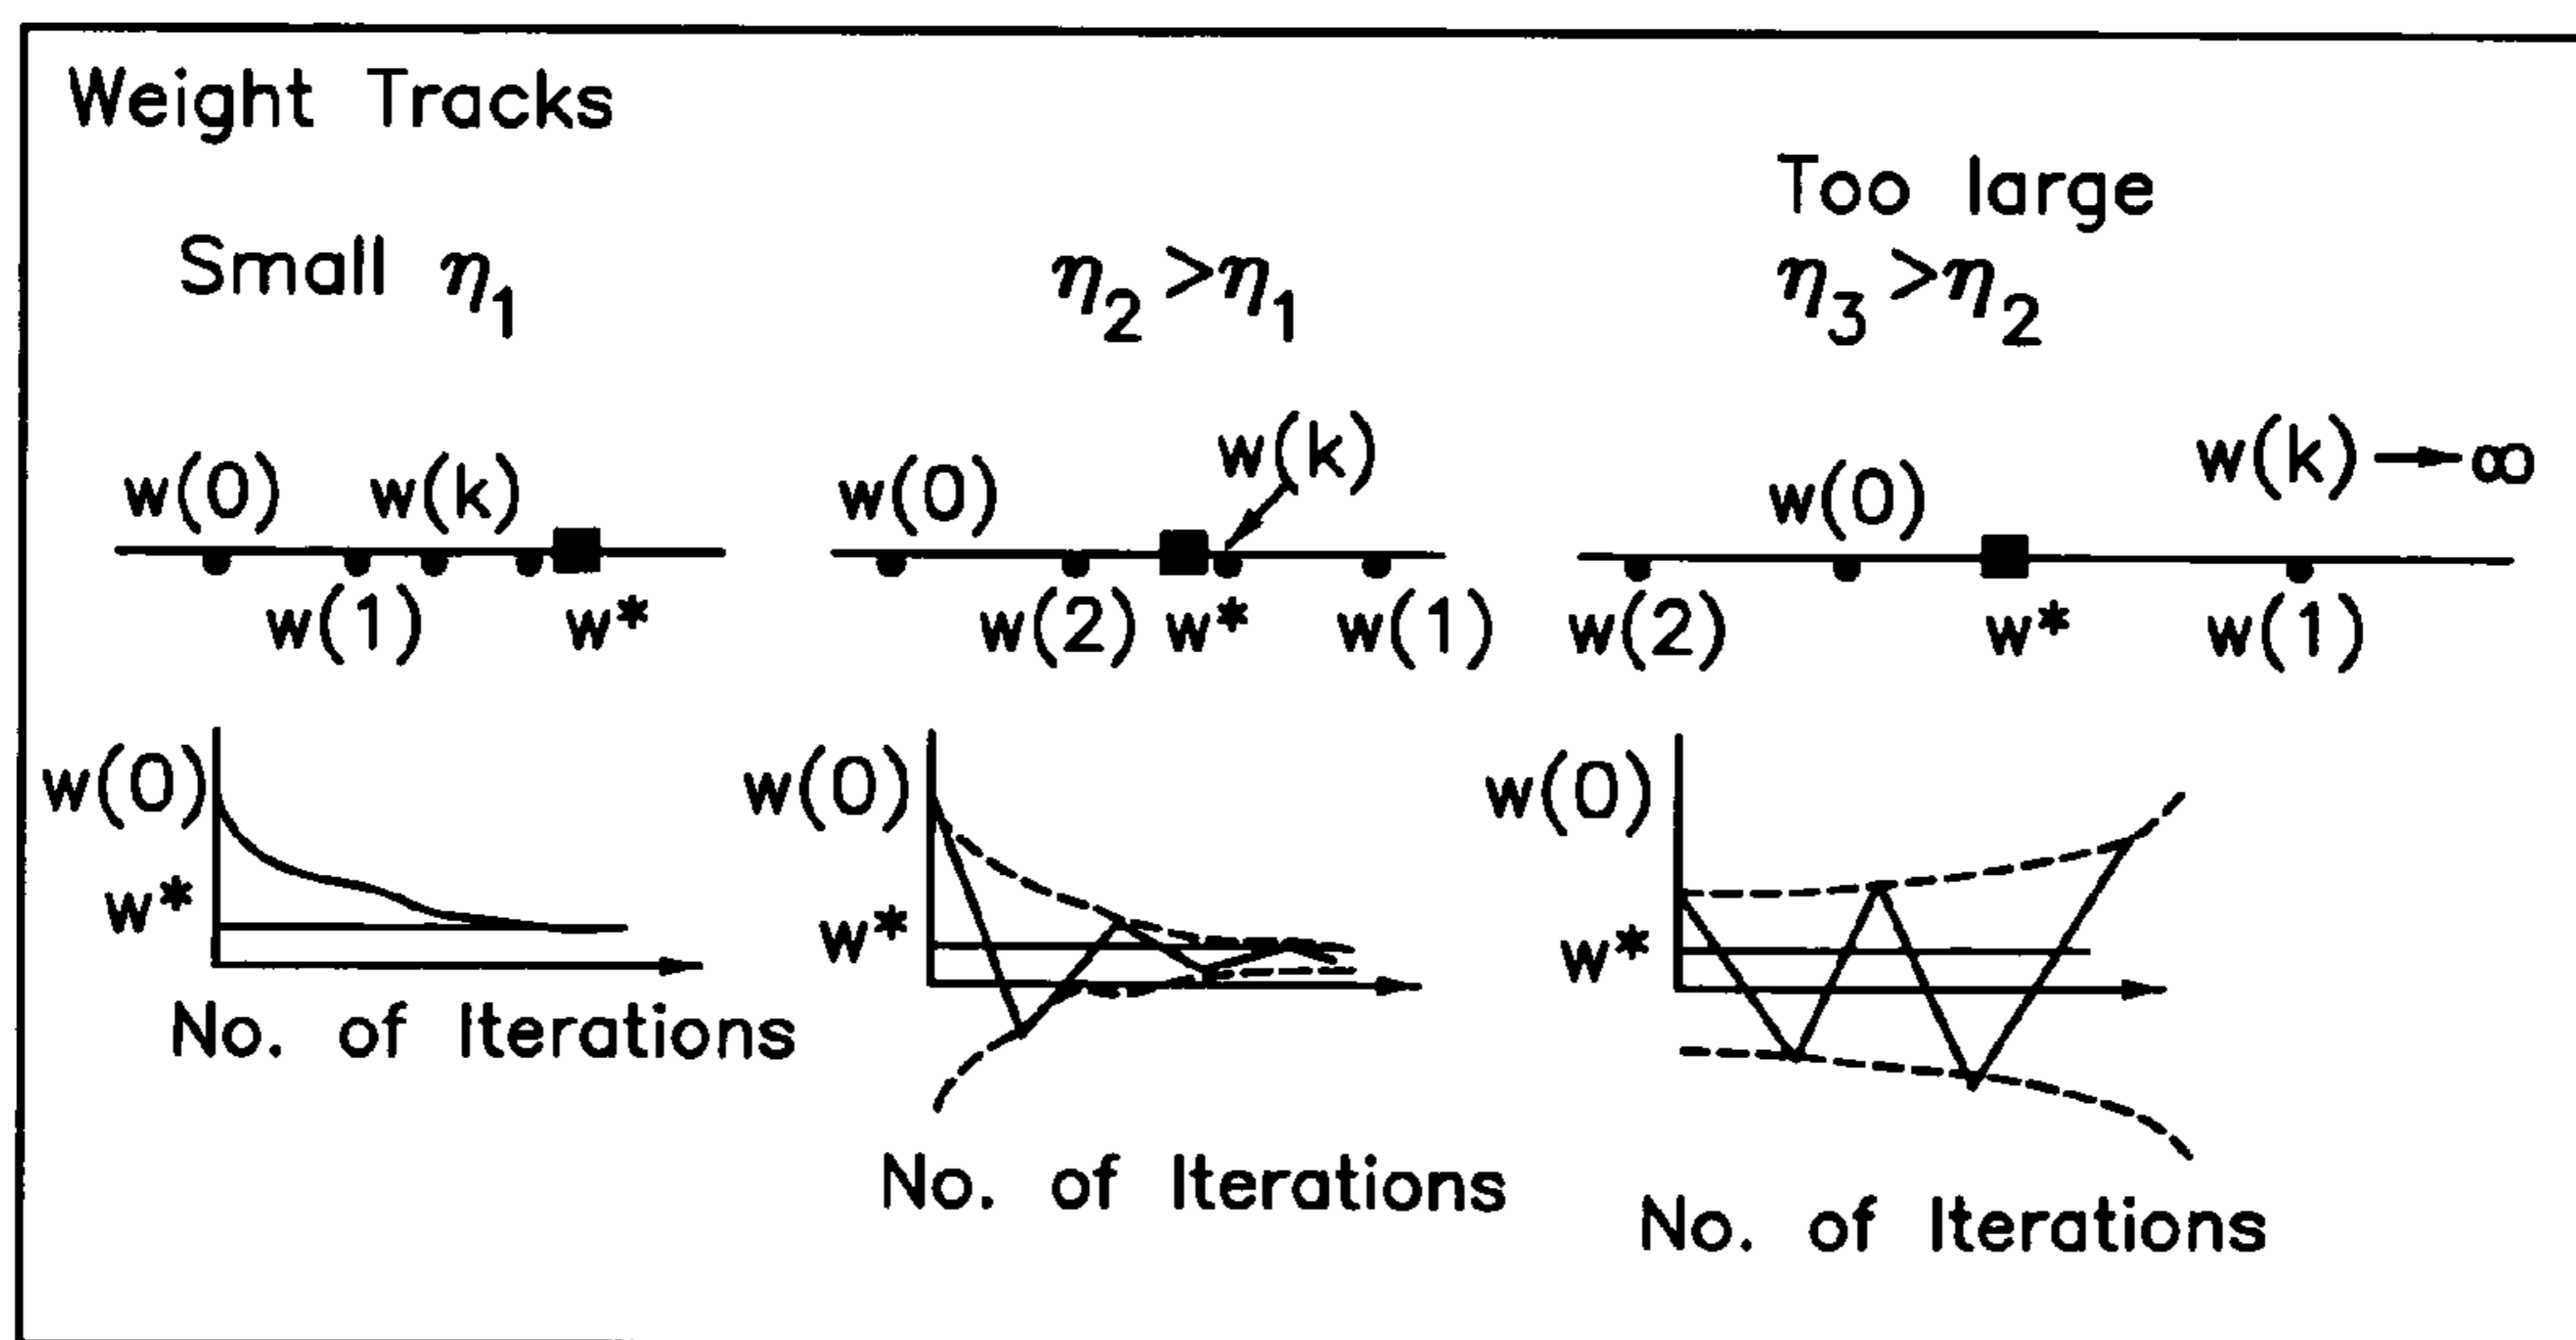 Weight Tracks
Small η₁
η₂ >η₁
Too large
η₃ >η₂
w(0) w(k)
w(1) w*
w(0) w(k)
w(2) w* w(1)
w(0) w(k) → ∞
w(2) w* w(1)
w(0)
w*
No. of Iterations
w(0)
w*
No. of Iterations
w(0)
w*
No. of Iterations